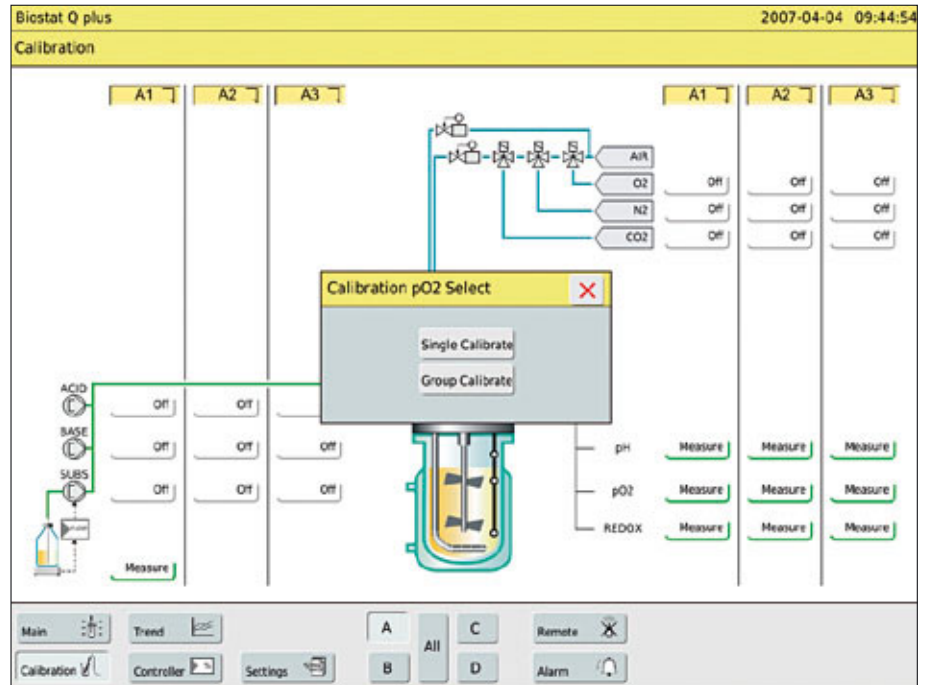 Biostat Q plus 2007-04-04 09:44:54
Calibration
A1 A2 A3 A1 A2 A3
AIR
O2 Off Off Off
N2 Off Off Off
CO2 Off Off Off
Calibration pO2 Select
Single Calibrate
Group Calibrate
ACID Off Off
BASE Off Off Off
pH Measure Measure Measure
SUBS Off Off Off
pO2 Measure Measure Measure
REDOX Measure Measure Measure
Measure
Main Trend A All C Remote
Calibration Controller Settings B D Alarm